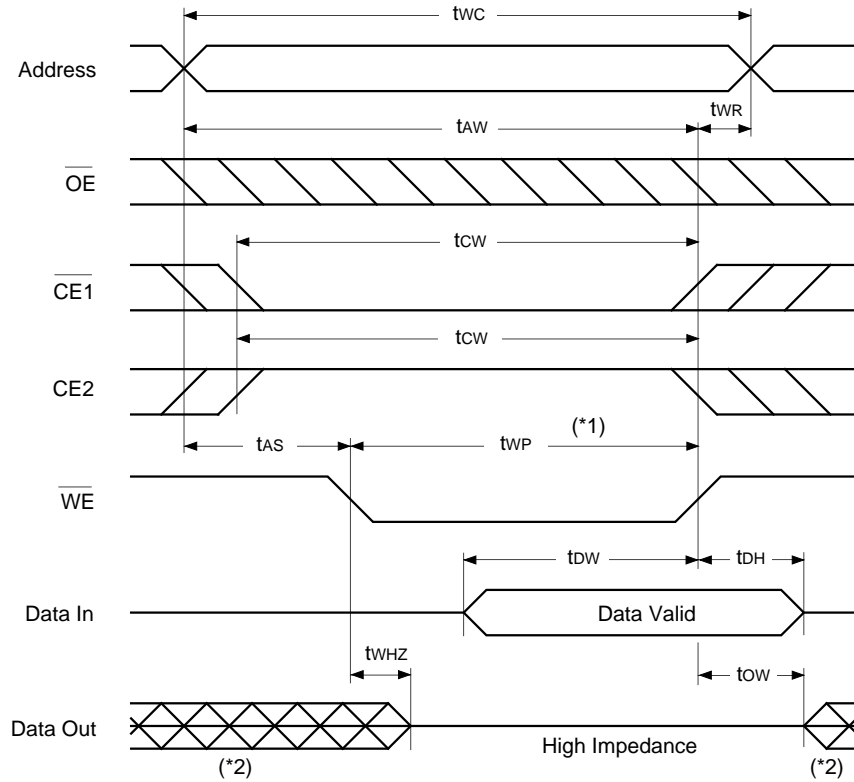 tWC
Address
tAW
tWR
OE
tCW
CE1
tCW
CE2
tAS
tWP
(*1)
WE
tDW
tDH
Data In
Data Valid
tWHZ
tOW
Data Out
High Impedance
(*2)
(*2)